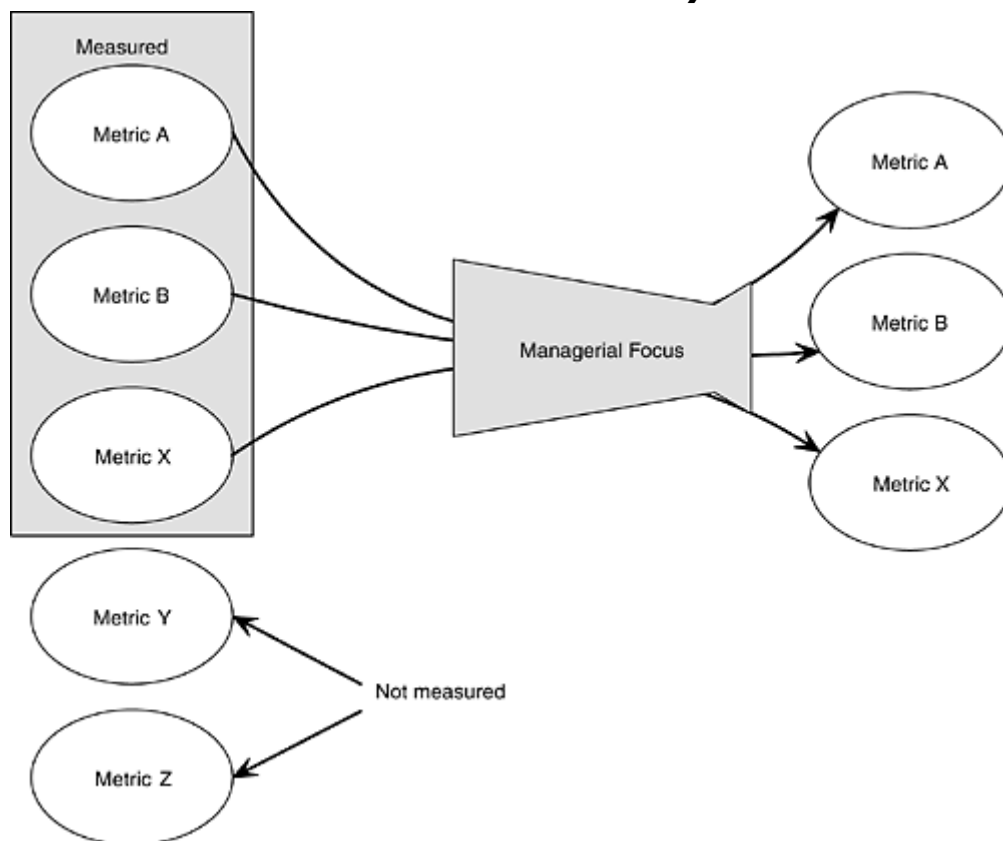 Measured
Metric A
Metric B
Metric X
Metric Y
Metric Z
Not measured
Managerial Focus
Metric A
Metric B
Metric X